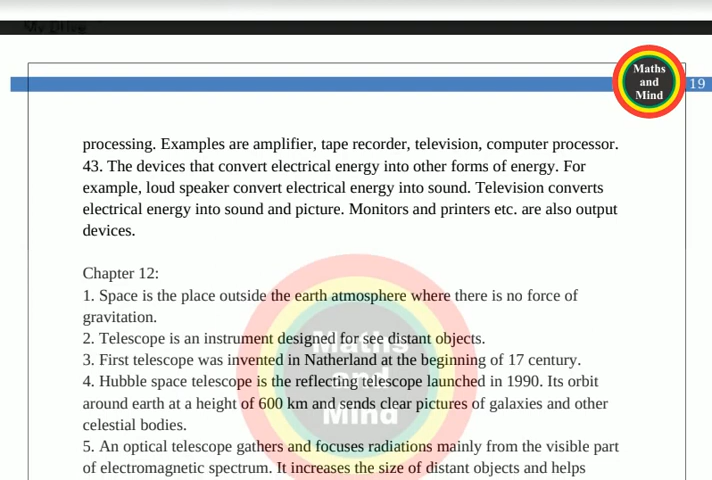 My Drive
Maths
and
Mind
19
processing. Examples are amplifier, tape recorder, television, computer processor.
43. The devices that convert electrical energy into other forms of energy. For
example, loud speaker convert electrical energy into sound. Television converts
electrical energy into sound and picture. Monitors and printers etc. are also output
devices.
Chapter 12:
1. Space is the place outside the earth atmosphere where there is no force of
gravitation.
2. Telescope is an instrument designed for see distant objects.
3. First telescope was invented in Natherland at the beginning of 17 century.
4. Hubble space telescope is the reflecting telescope launched in 1990. Its orbit
around earth at a height of 600 km and sends clear pictures of galaxies and other
celestial bodies.
5. An optical telescope gathers and focuses radiations mainly from the visible part
of electromagnetic spectrum. It increases the size of distant objects and helps
Maths
and
Mind